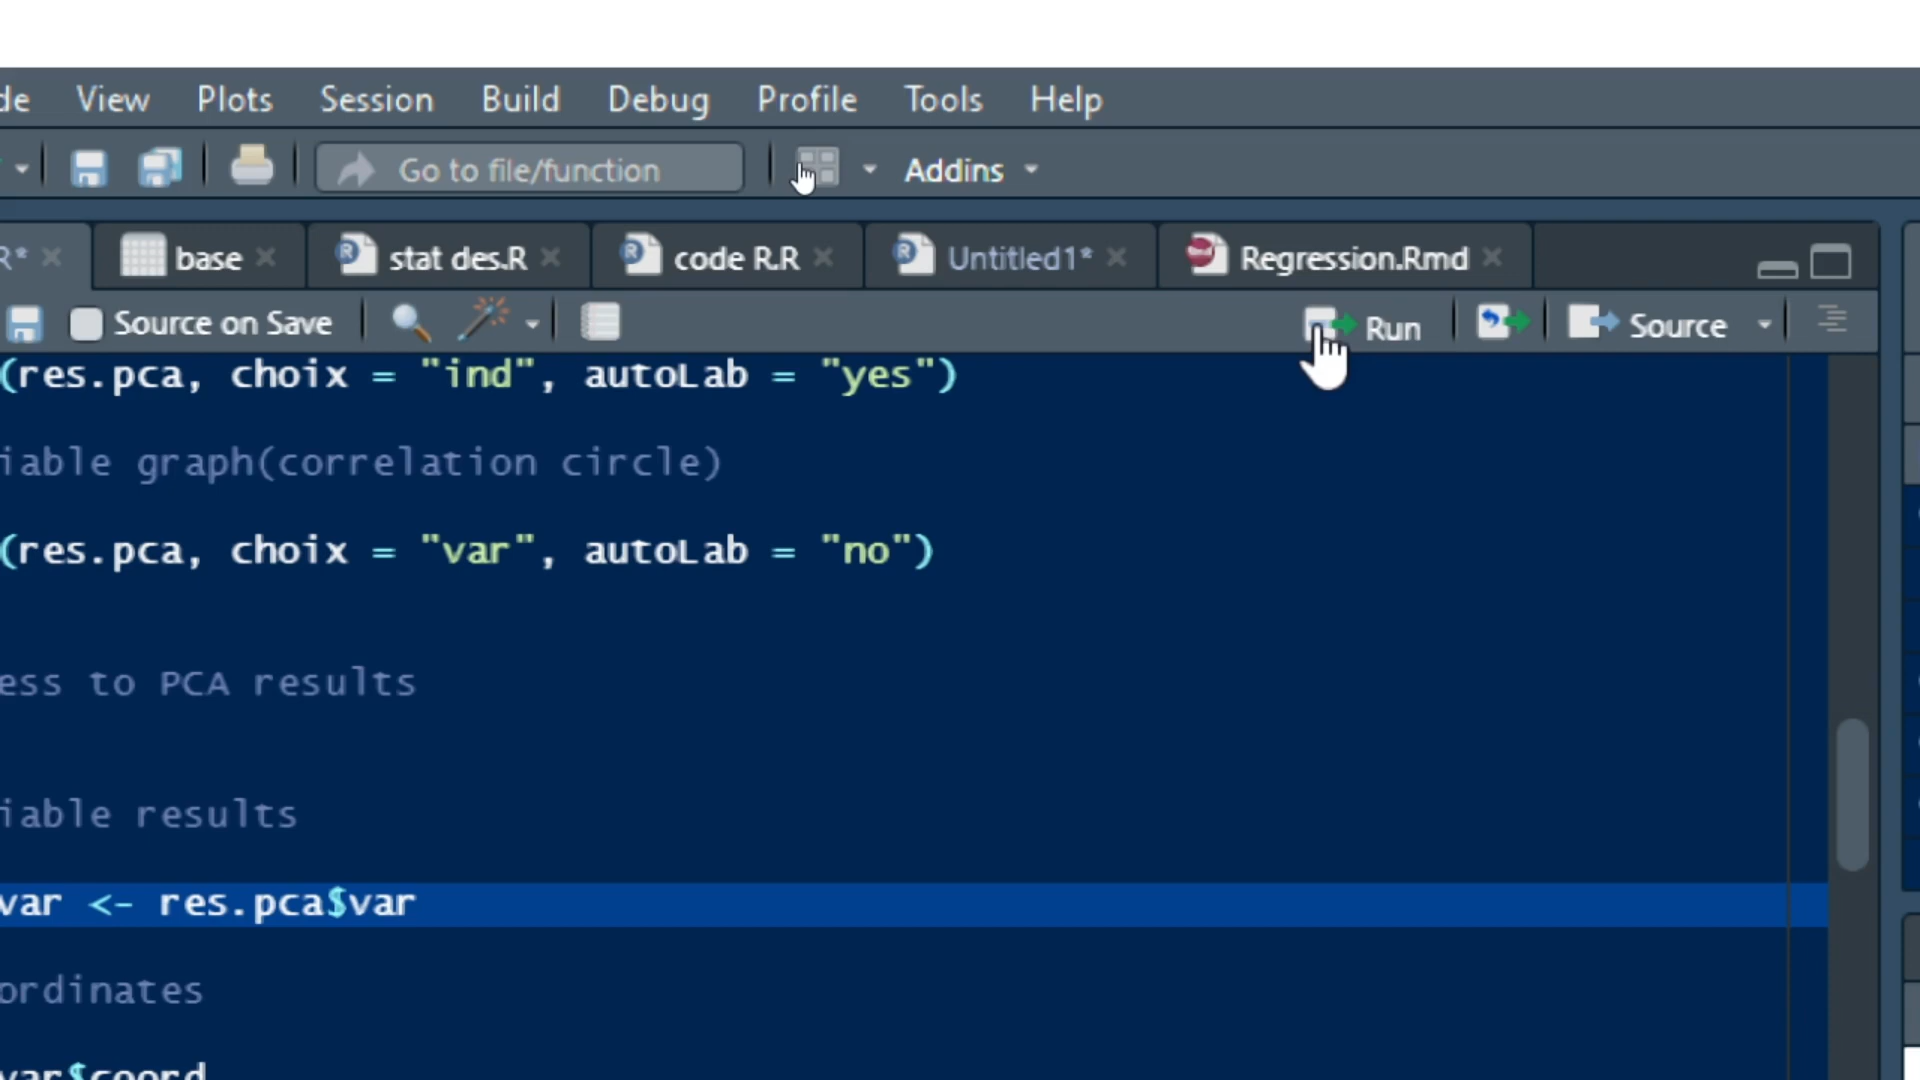 de View Plots Session Build Debug Profile Tools Help
Go to file/function Addins
R* base stat des.R code R.R Untitled1* Regression.Rmd
Source on Save Run Source
(res.pca, choix = "ind", autoLab = "yes")
iable graph(correlation circle)
(res.pca, choix = "var", autoLab = "no")
ess to PCA results
iable results
var <- res.pca$var
ordinates
var$coord